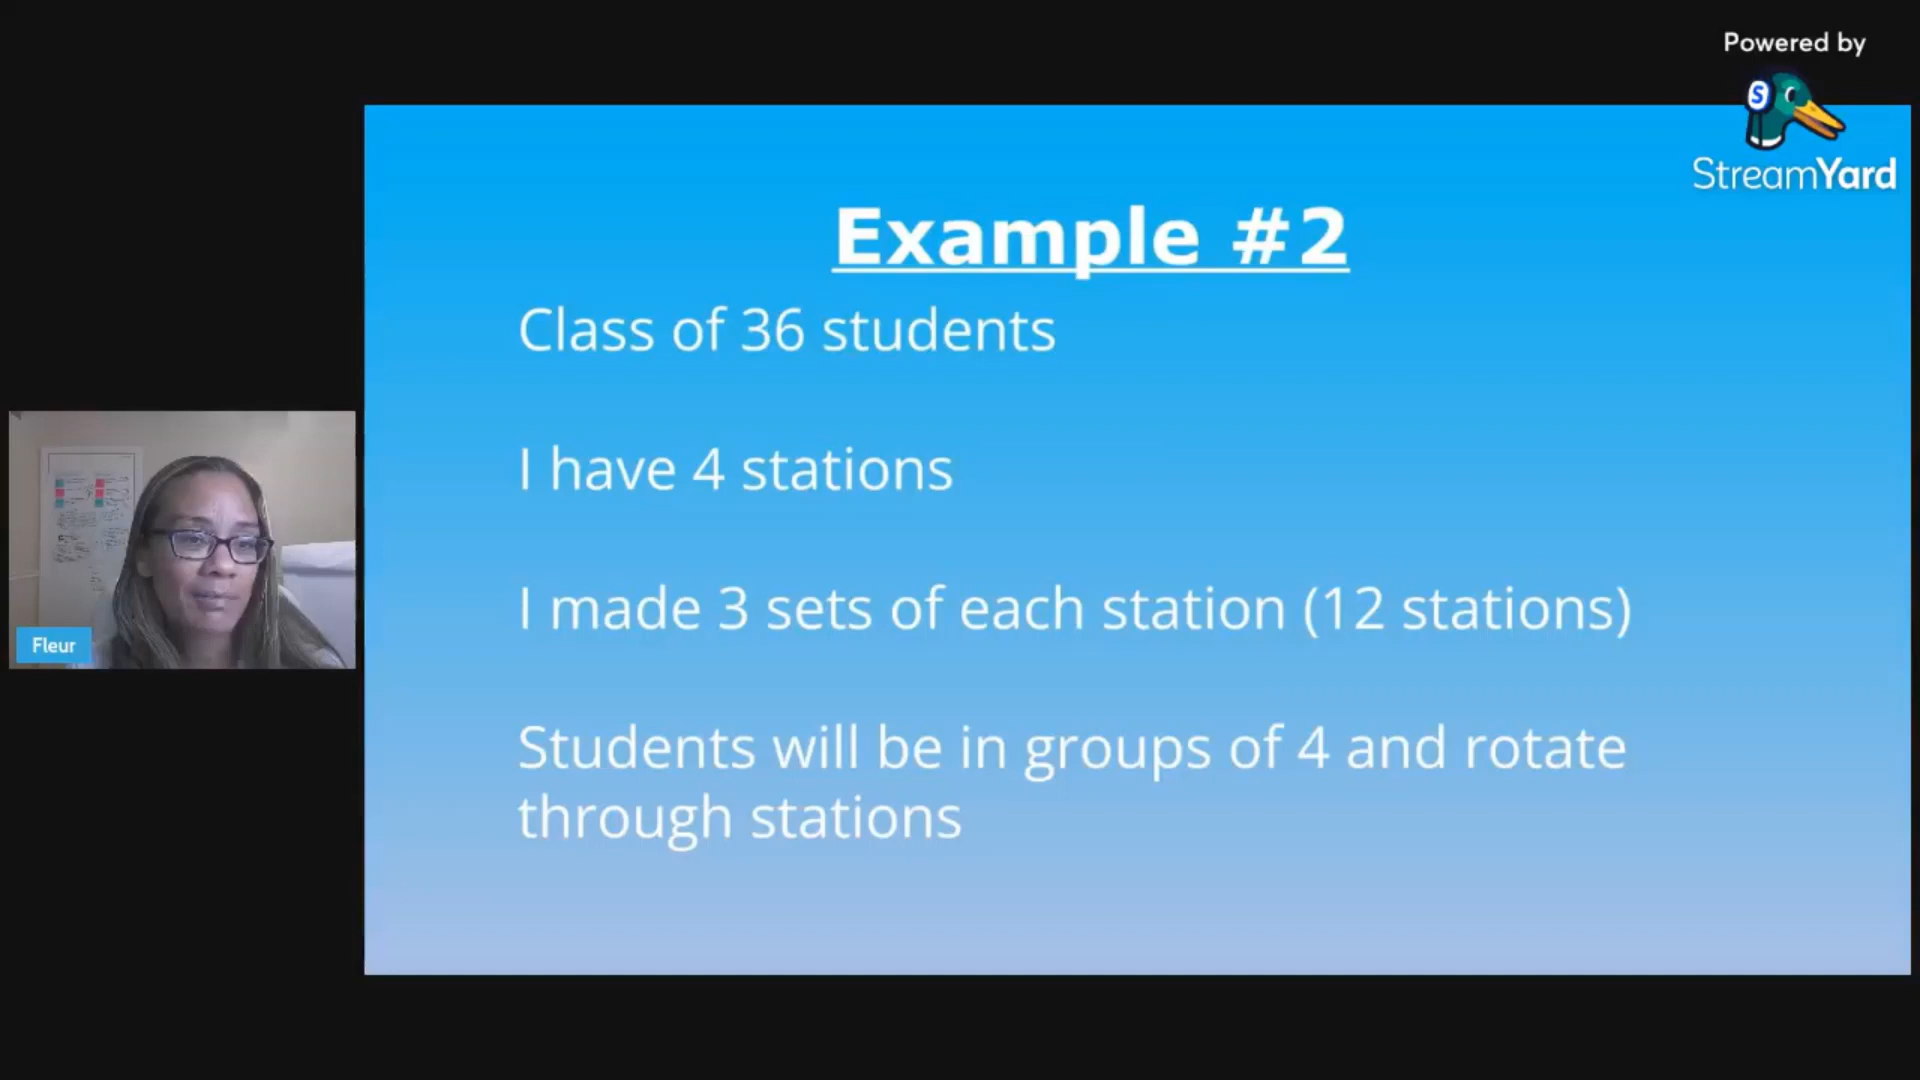 Powered by
S
StreamYard
Example #2
Class of 36 students
I have 4 stations
I made 3 sets of each station (12 stations)
Students will be in groups of 4 and rotate
through stations
Fleur